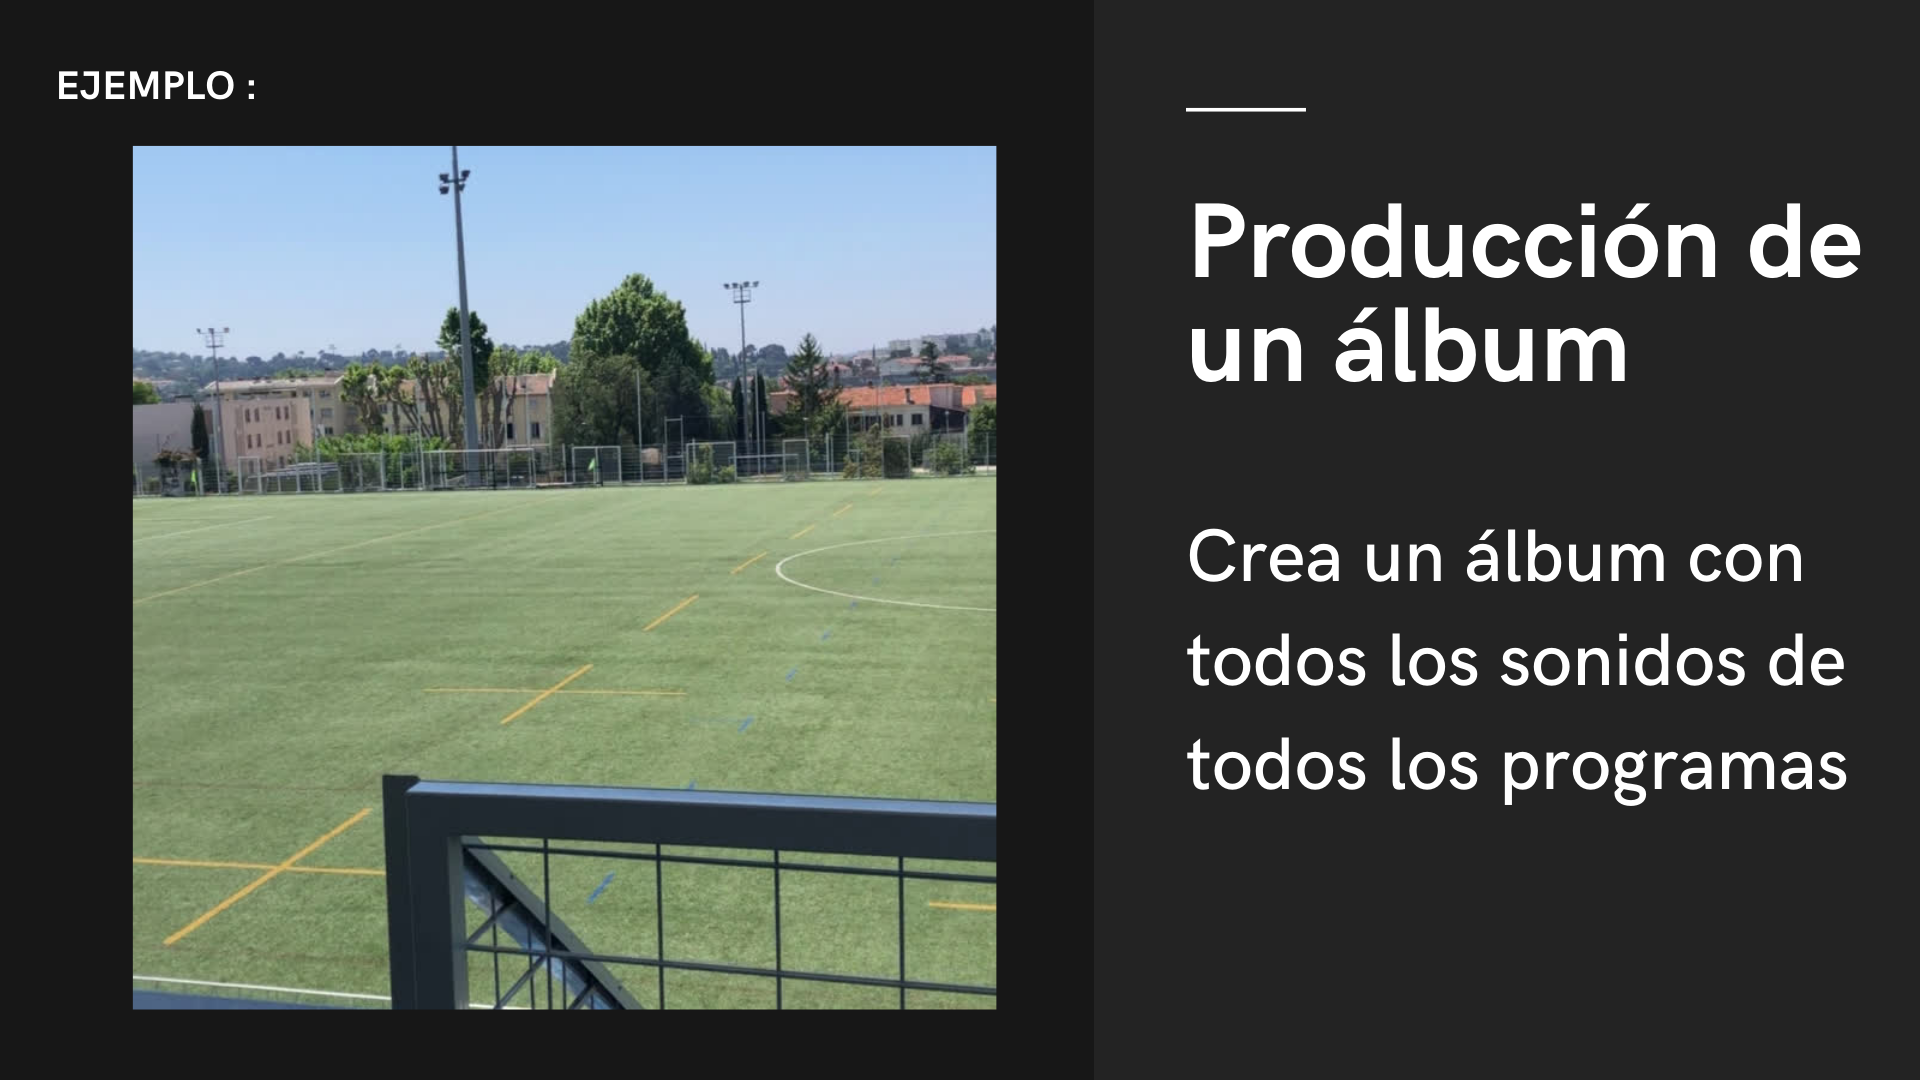 EJEMPLO :
Producción de
un álbum
Crea un álbum con
todos los sonidos de
todos los programas